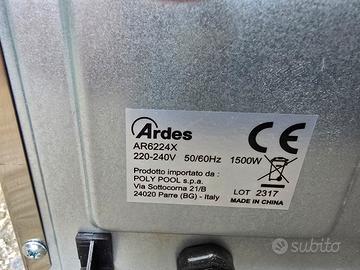 Ardes
AR6224X
220-240V 50/60Hz 1500W
CE
Prodotto importato da :
POLY POOL s.p.a.
Via Sottocorna 21/B
24020 Parre (BG) - Italy
LOT 2317
MADE IN CHINA
subito